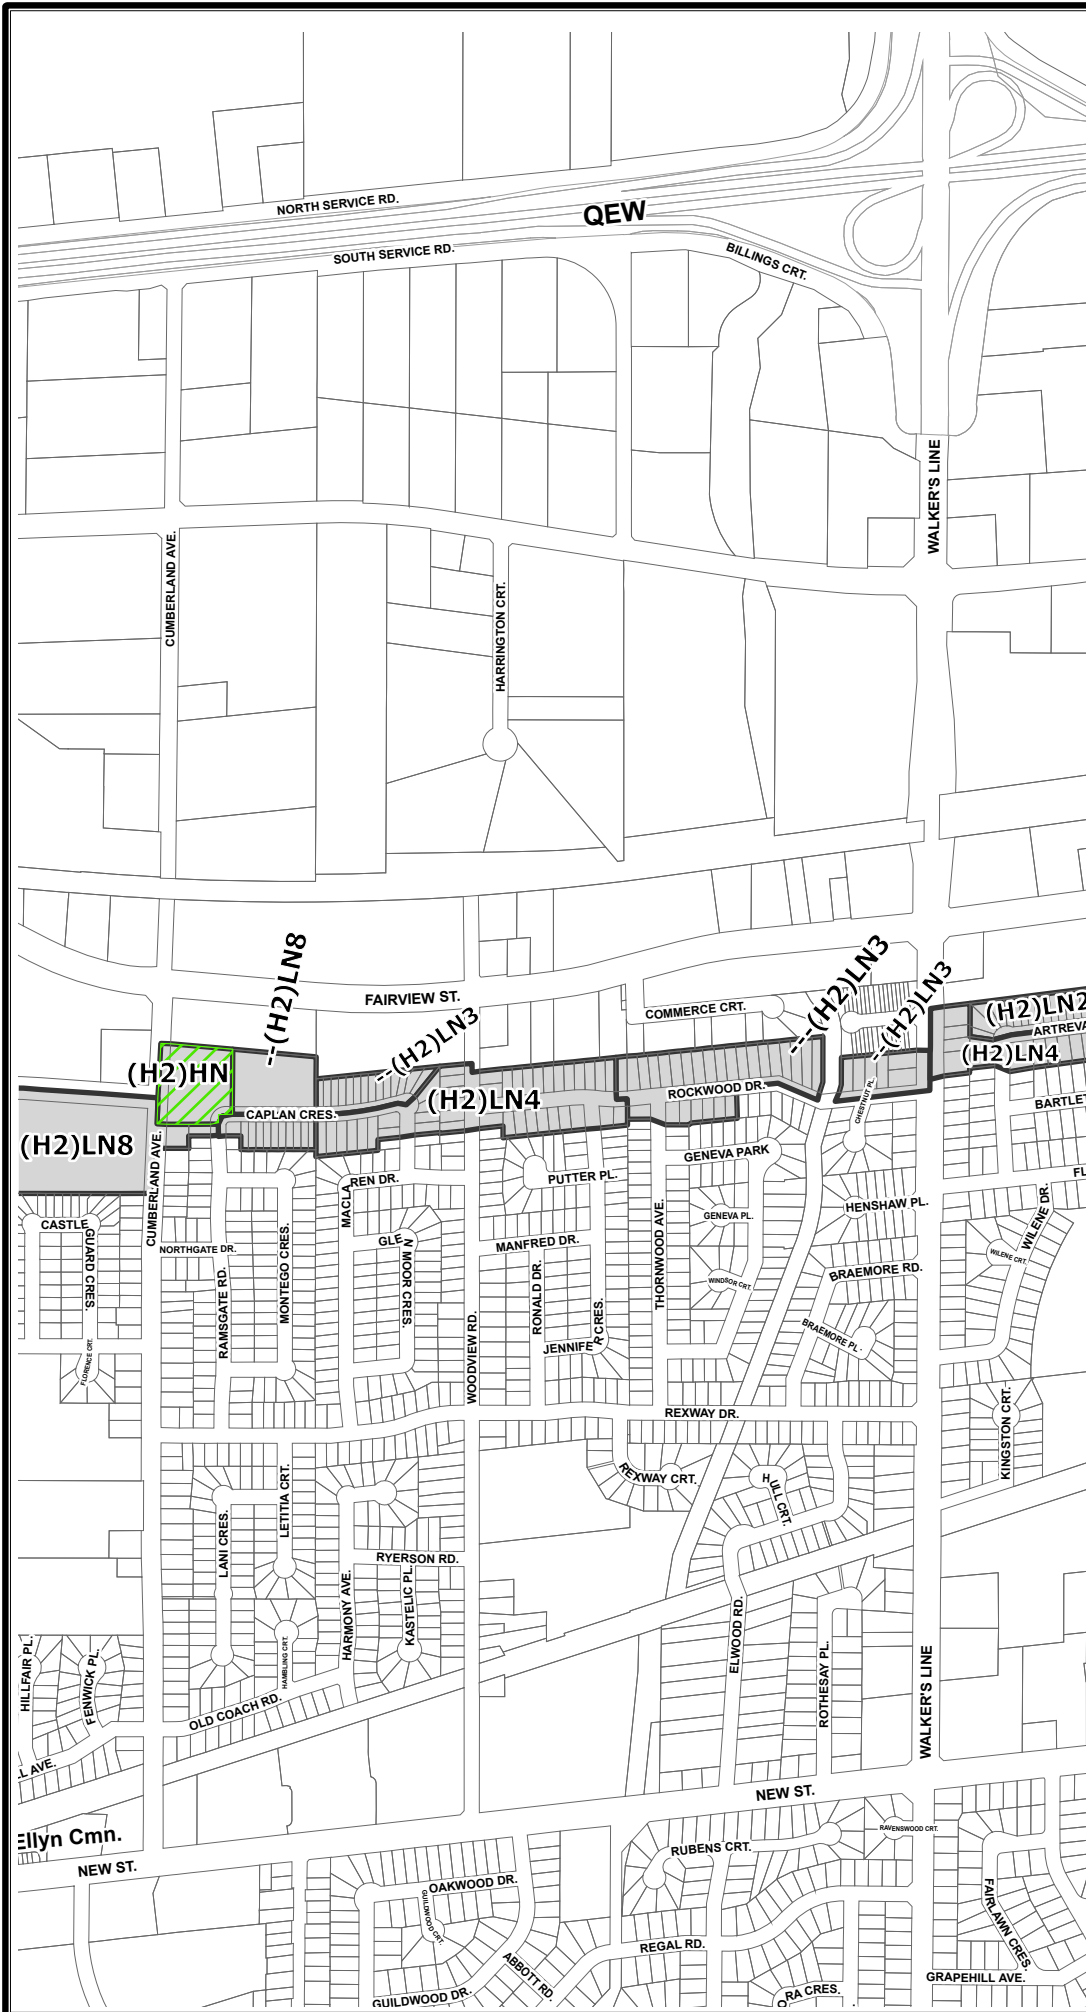 NORTH SERVICE RD.
QEW
SOUTH SERVICE RD.
BILLINGS CRT.
WALKER'S LINE
CUMBERLAND AVE.
HARRINGTON CRT.
--(H2)LN8
---(H2)LN3
--(H2)LN3
FAIRVIEW ST.
COMMERCE CRT.
(H2)LN2
--(H2)LN3
ARTREVA
(H2)LN4
(H2)HN
(H2)LN4
ROCKWOOD DR.
CHESTNUT PL.
BARTLET
CAPLAN CRES.
(H2)LN8
CUMBERLAND AVE.
GENEVA PARK
PUTTER PL.
MACLA
REN DR.
FL
CASTLE
GUARD CRES.
HENSHAW PL.
GENEVA PL.
WILENE DR.
NORTHGATE DR.
GLE
N MOOR CRES.
MANFRED DR.
THORNWOOD AVE.
WILENE CRT.
MONTEGO CRES.
RAMSGATE RD.
RONALD DR.
WINDSOR CRT.
BRAEMORE RD.
FLORENCE CRT.
WOODVIEW RD.
JENNIFE
R CRES.
BRAEMORE PL.
REXWAY DR.
KINGSTON CRT.
REXWAY CRT.
HULL CRT.
LANI CRES.
LETITIA CRT.
RYERSON RD.
HARMONY AVE.
KASTELIC PL.
ELWOOD RD.
HILLFAIR PL.
FENWICK PL.
HAMBLING CRT.
ROTHESAY PL.
WALKER'S LINE
OLD COACH RD.
L AVE.
NEW ST.
Ellyn Cmn.
NEW ST.
RAVENSWOOD CRT.
RUBENS CRT.
OAKWOOD DR.
GUILDWOOD CRT.
FAIRLAWN CRES.
REGAL RD.
ABBOTT RD.
GRAPEHILL AVE.
GUILDWOOD DR.
ORA CRES.